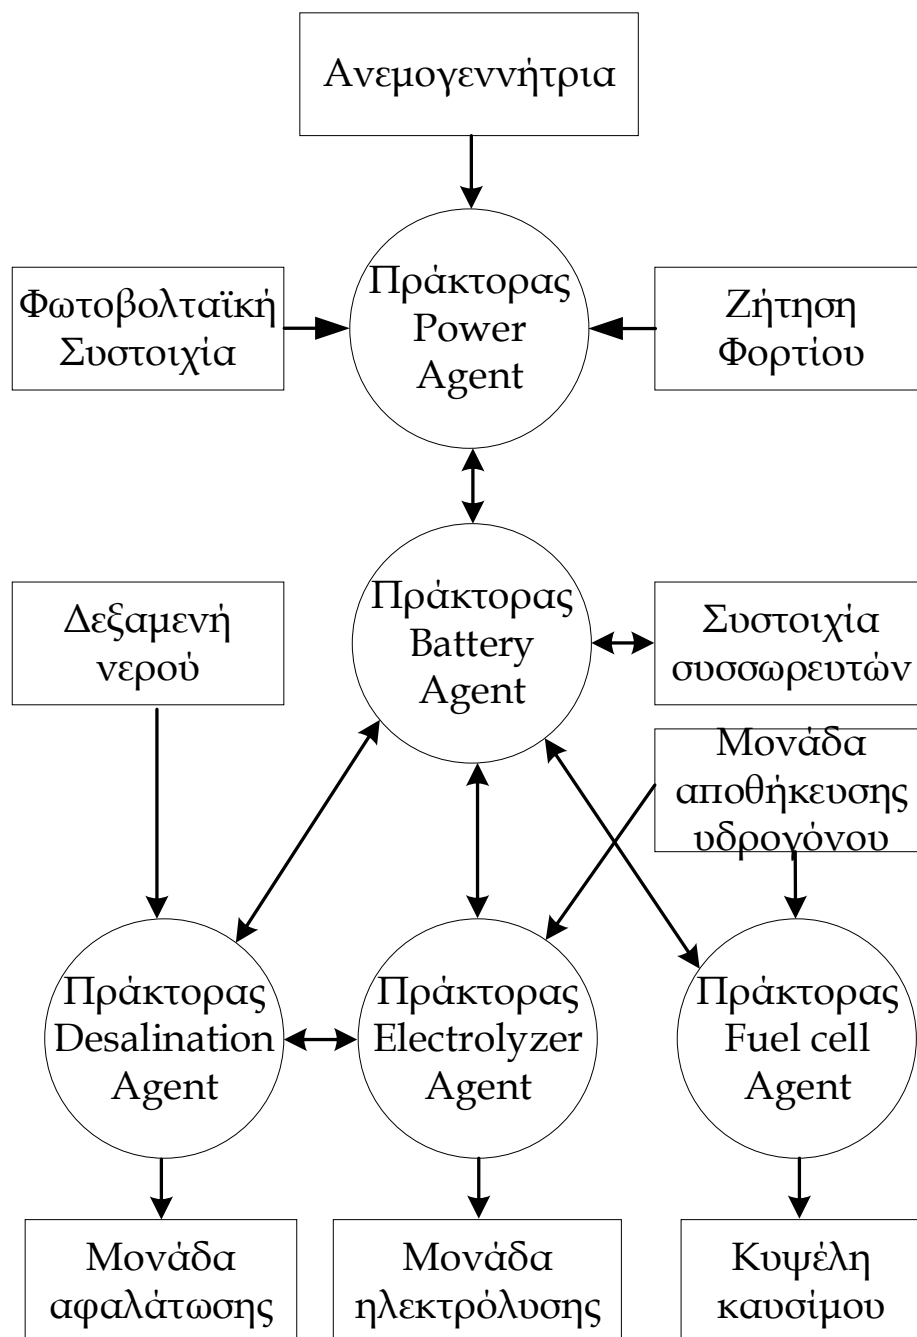 Ανεμογεννήτρια
Φωτοβολταϊκή
Συστοιχία
Πράκτορας
Power
Agent
Ζήτηση
Φορτίου
Δεξαμενή
νερού
Πράκτορας
Battery
Agent
Συστοιχία
συσσωρευτών
Μονάδα
αποθήκευσης
υδρογόνου
Πράκτορας
Desalination
Agent
Πράκτορας
Electrolyzer
Agent
Πράκτορας
Fuel cell
Agent
Μονάδα
αφαλάτωσης
Μονάδα
ηλεκτρόλυσης
Κυψέλη
καυσίμου